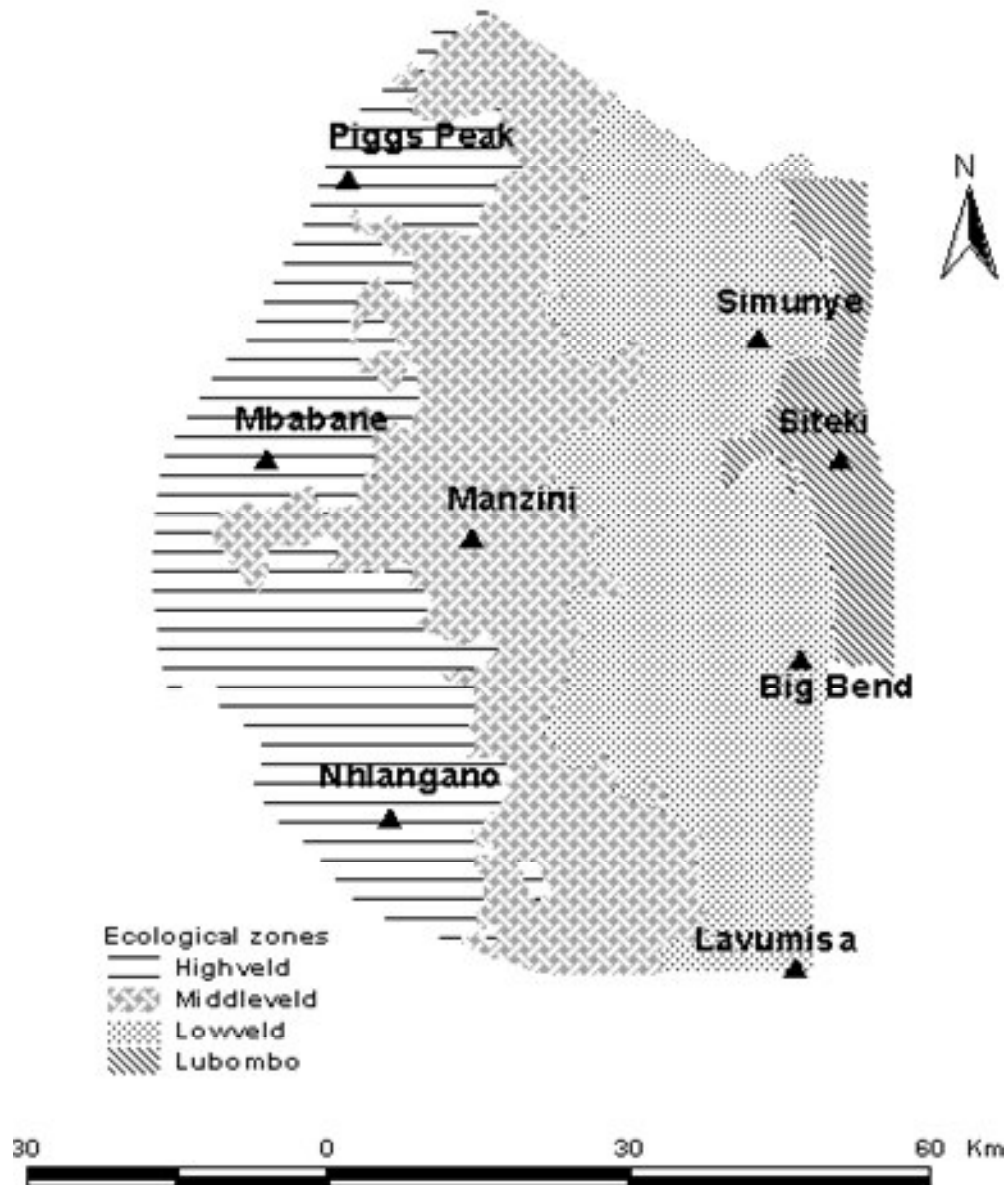 Piggs Peak
N
Simunye
Mbabane
Siteki
Manzini
Big Bend
Nhlangano
Lavumisa
Ecological zones
Highveld
Middleveld
Lowveld
Lubombo
30 0 30 60 Km